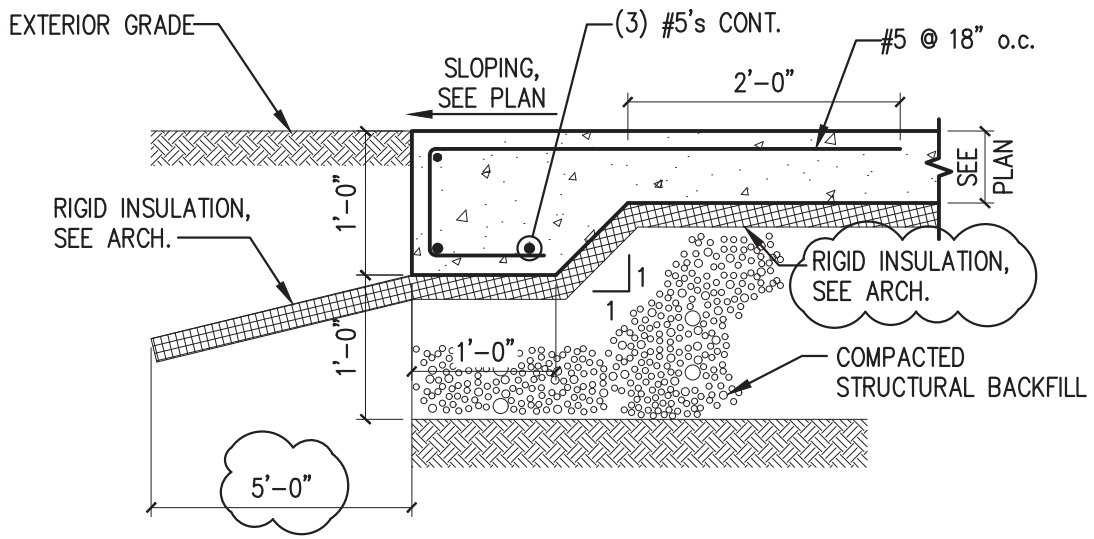 EXTERIOR GRADE
(3) #5's CONT.
#5 @ 18" o.c.
SLOPING,
SEE PLAN
2'-0"
SEE
PLAN
1'-0"
RIGID INSULATION,
SEE ARCH.
RIGID INSULATION,
SEE ARCH.
1
1
1'-0"
1'-0"
COMPACTED
STRUCTURAL BACKFILL
5'-0"